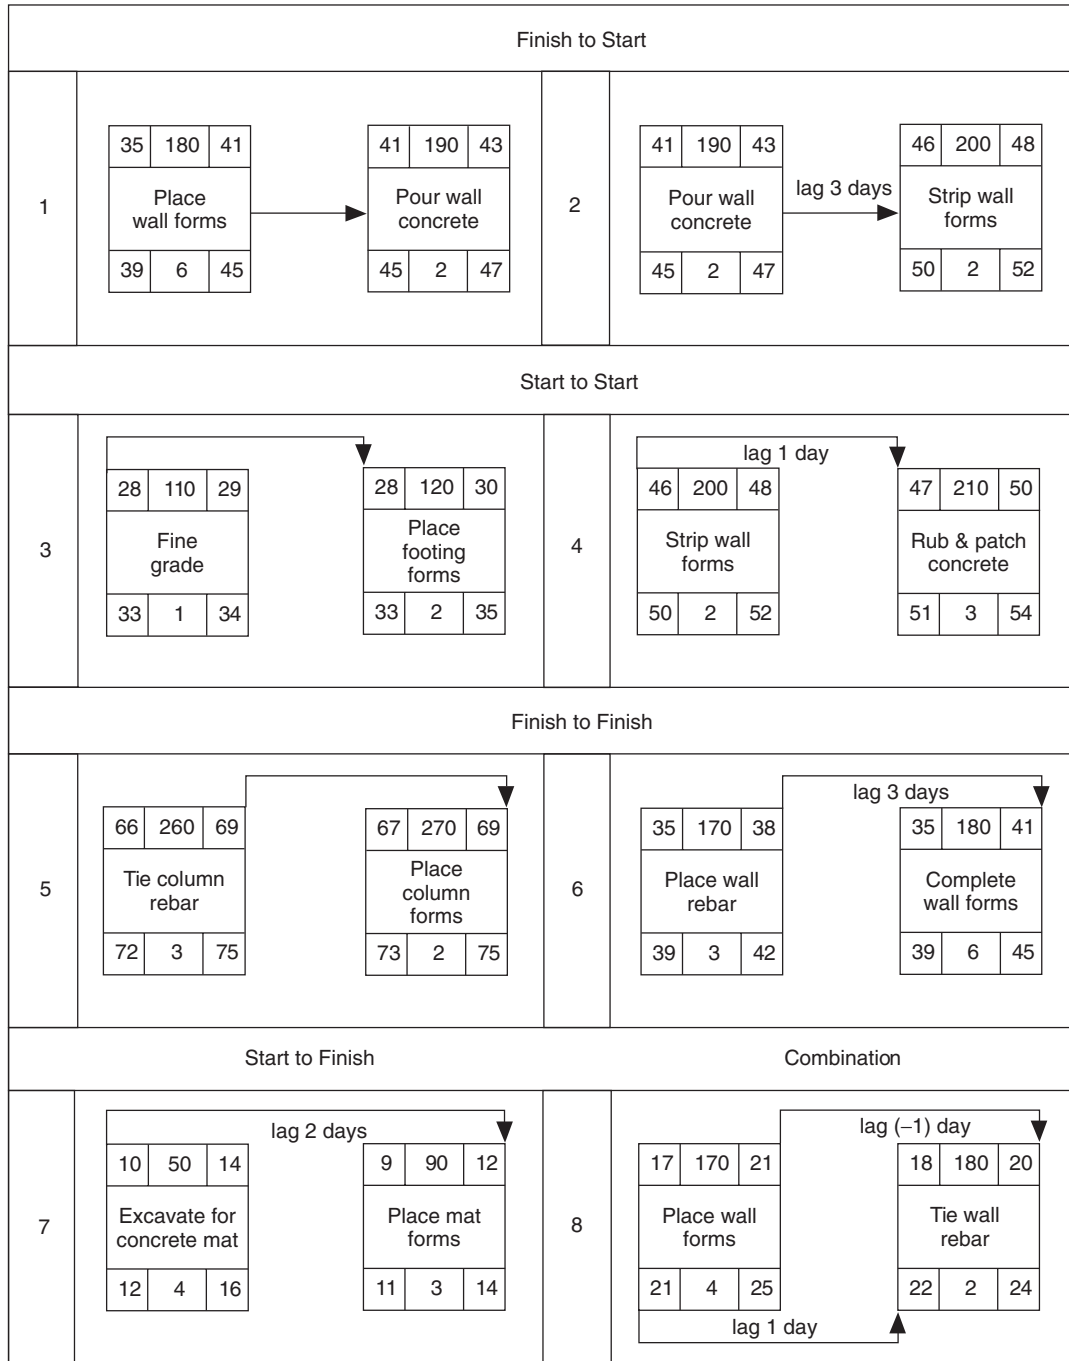 Finish to Start
1
35 180 41
Place
wall forms
39 6 45
41 190 43
Pour wall
concrete
45 2 47
2
41 190 43
Pour wall
concrete
45 2 47
lag 3 days
46 200 48
Strip wall
forms
50 2 52
Start to Start
3
28 110 29
Fine
grade
33 1 34
28 120 30
Place
footing
forms
33 2 35
4
lag 1 day
46 200 48
Strip wall
forms
50 2 52
47 210 50
Rub & patch
concrete
51 3 54
Finish to Finish
5
66 260 69
Tie column
rebar
72 3 75
67 270 69
Place
column
forms
73 2 75
6
lag 3 days
35 170 38
Place wall
rebar
39 3 42
35 180 41
Complete
wall forms
39 6 45
Start to Finish
Combination
7
lag 2 days
10 50 14
Excavate for
concrete mat
12 4 16
9 90 12
Place mat
forms
11 3 14
8
lag (−1) day
17 170 21
Place wall
forms
21 4 25
18 180 20
Tie wall
rebar
22 2 24
lag 1 day